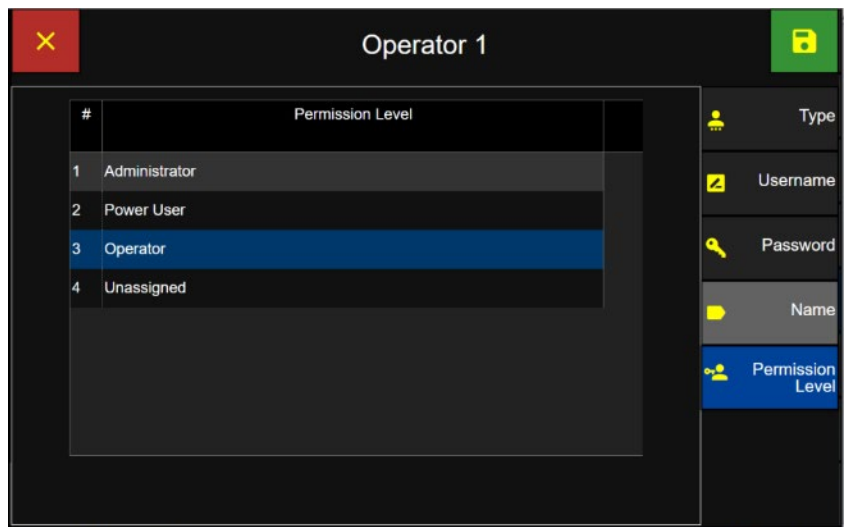 Operator 1
# Permission Level
1 Administrator
2 Power User
3 Operator
4 Unassigned
Type
Username
Password
Name
Permission
Level